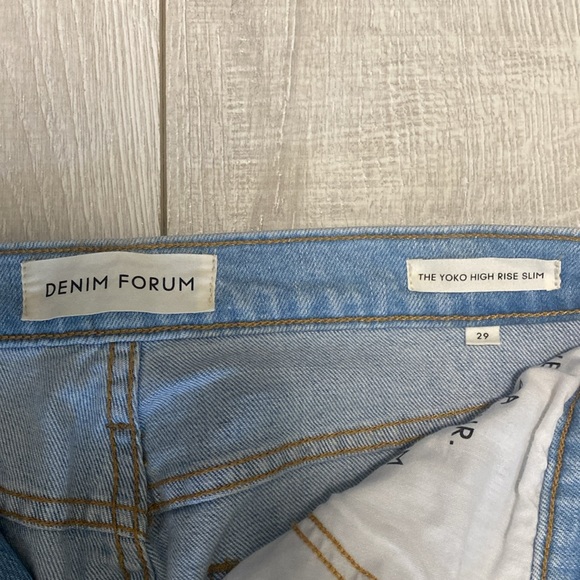 DENIM FORUM
THE YOKO HIGH RISE SLIM
29